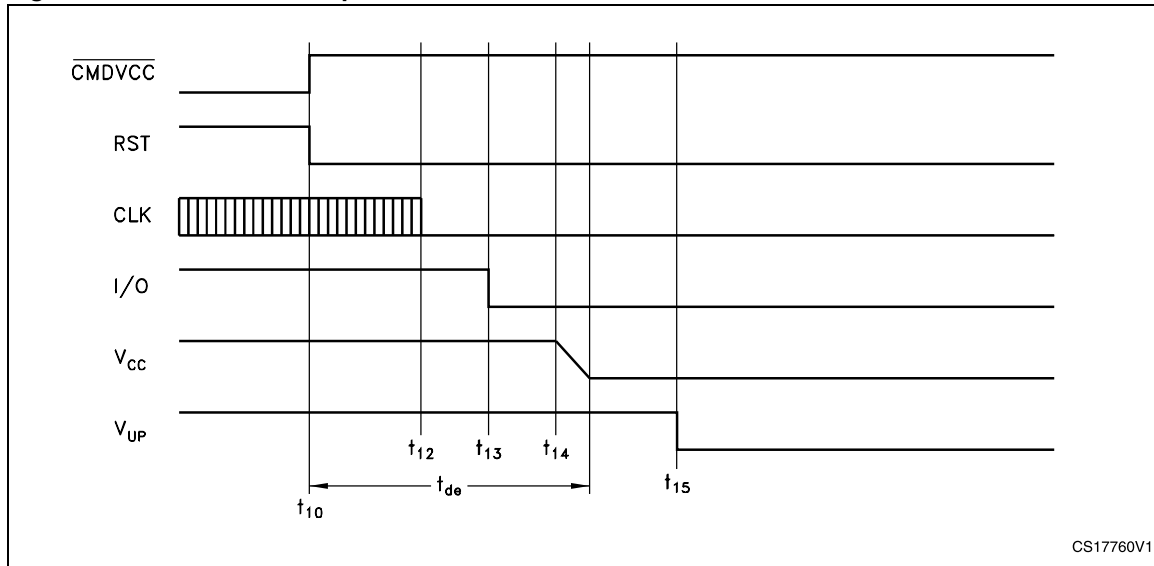 CMDVCC
RST
CLK
I/O
VCC
VUP
t12 t13 t14
tde
t15
t10
CS17760V1